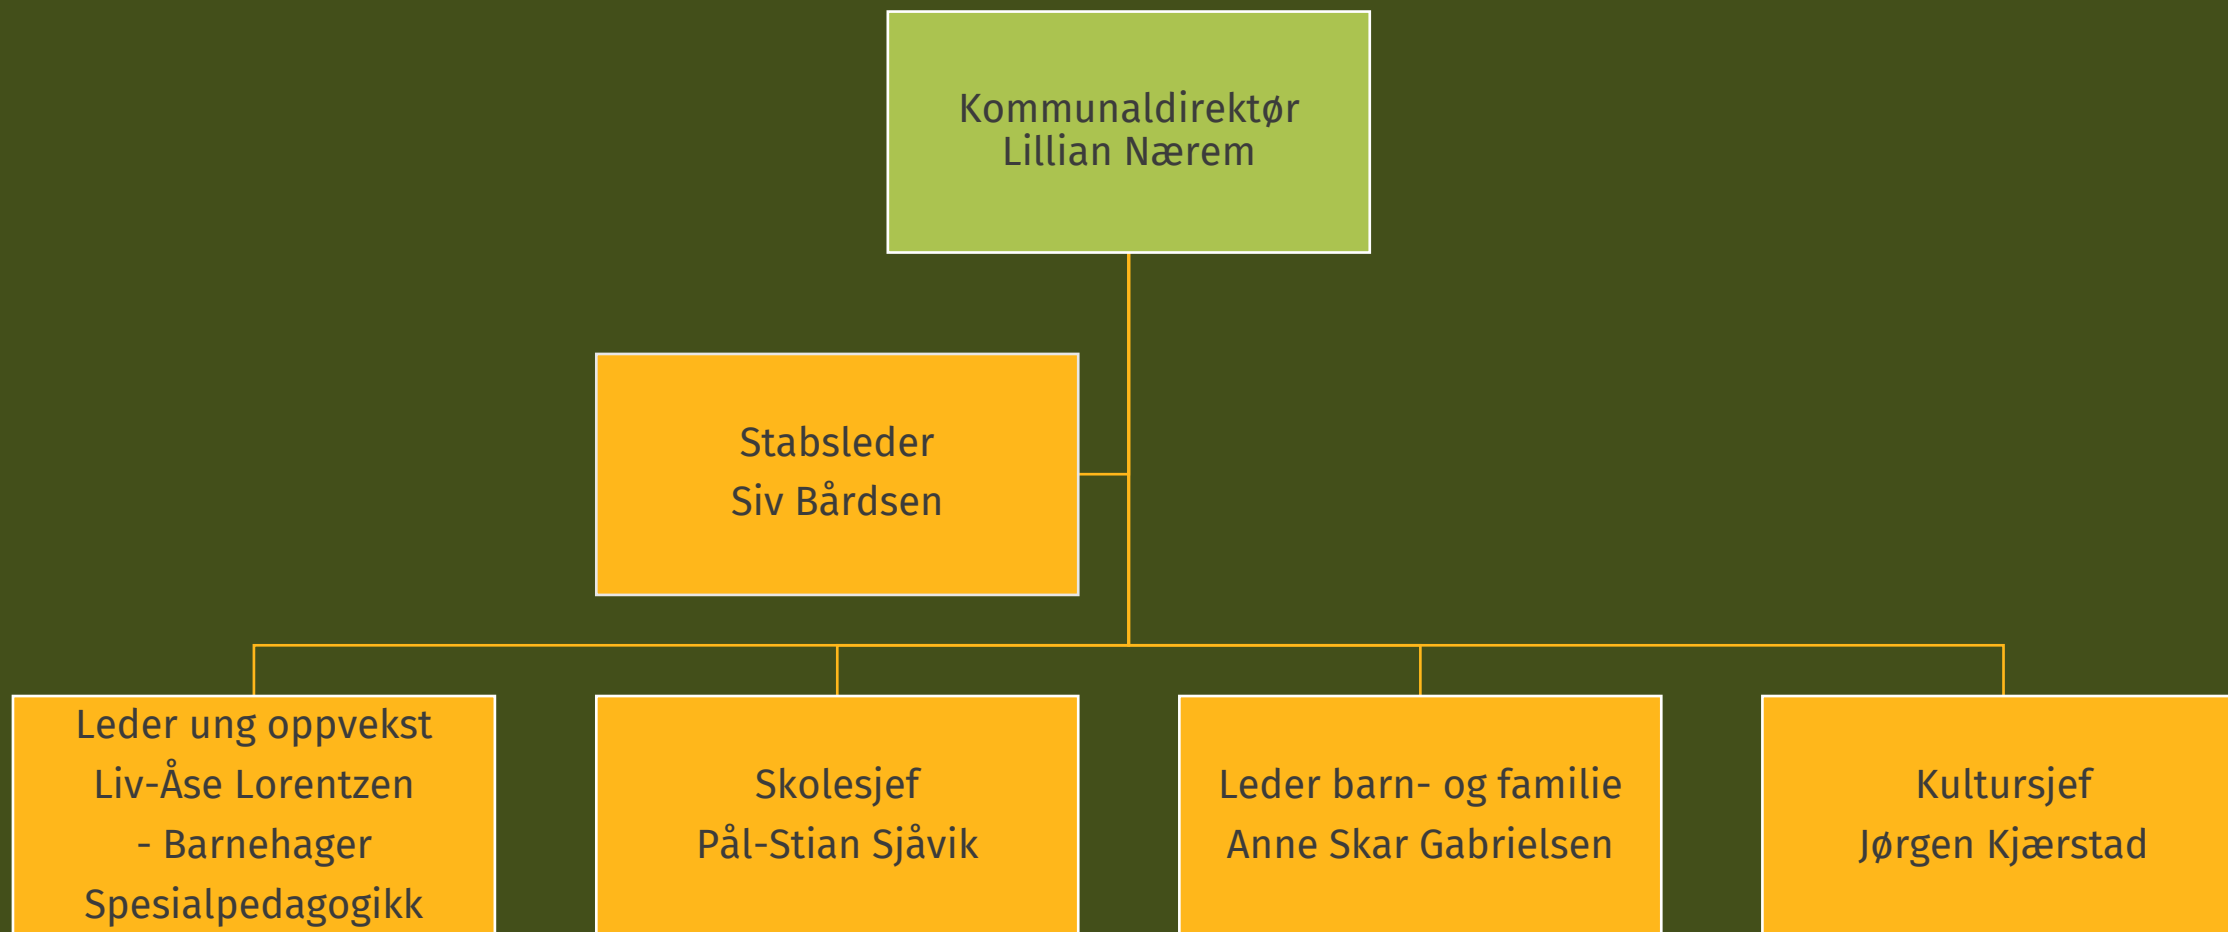 Kommunaldirektør
Lillian Nærem
Stabsleder
Siv Bårdsen
Leder ung oppvekst
Liv-Åse Lorentzen
- Barnehager
Spesialpedagogikk
Skolesjef
Pål-Stian Sjåvik
Leder barn- og familie
Anne Skar Gabrielsen
Kultursjef
Jørgen Kjærstad